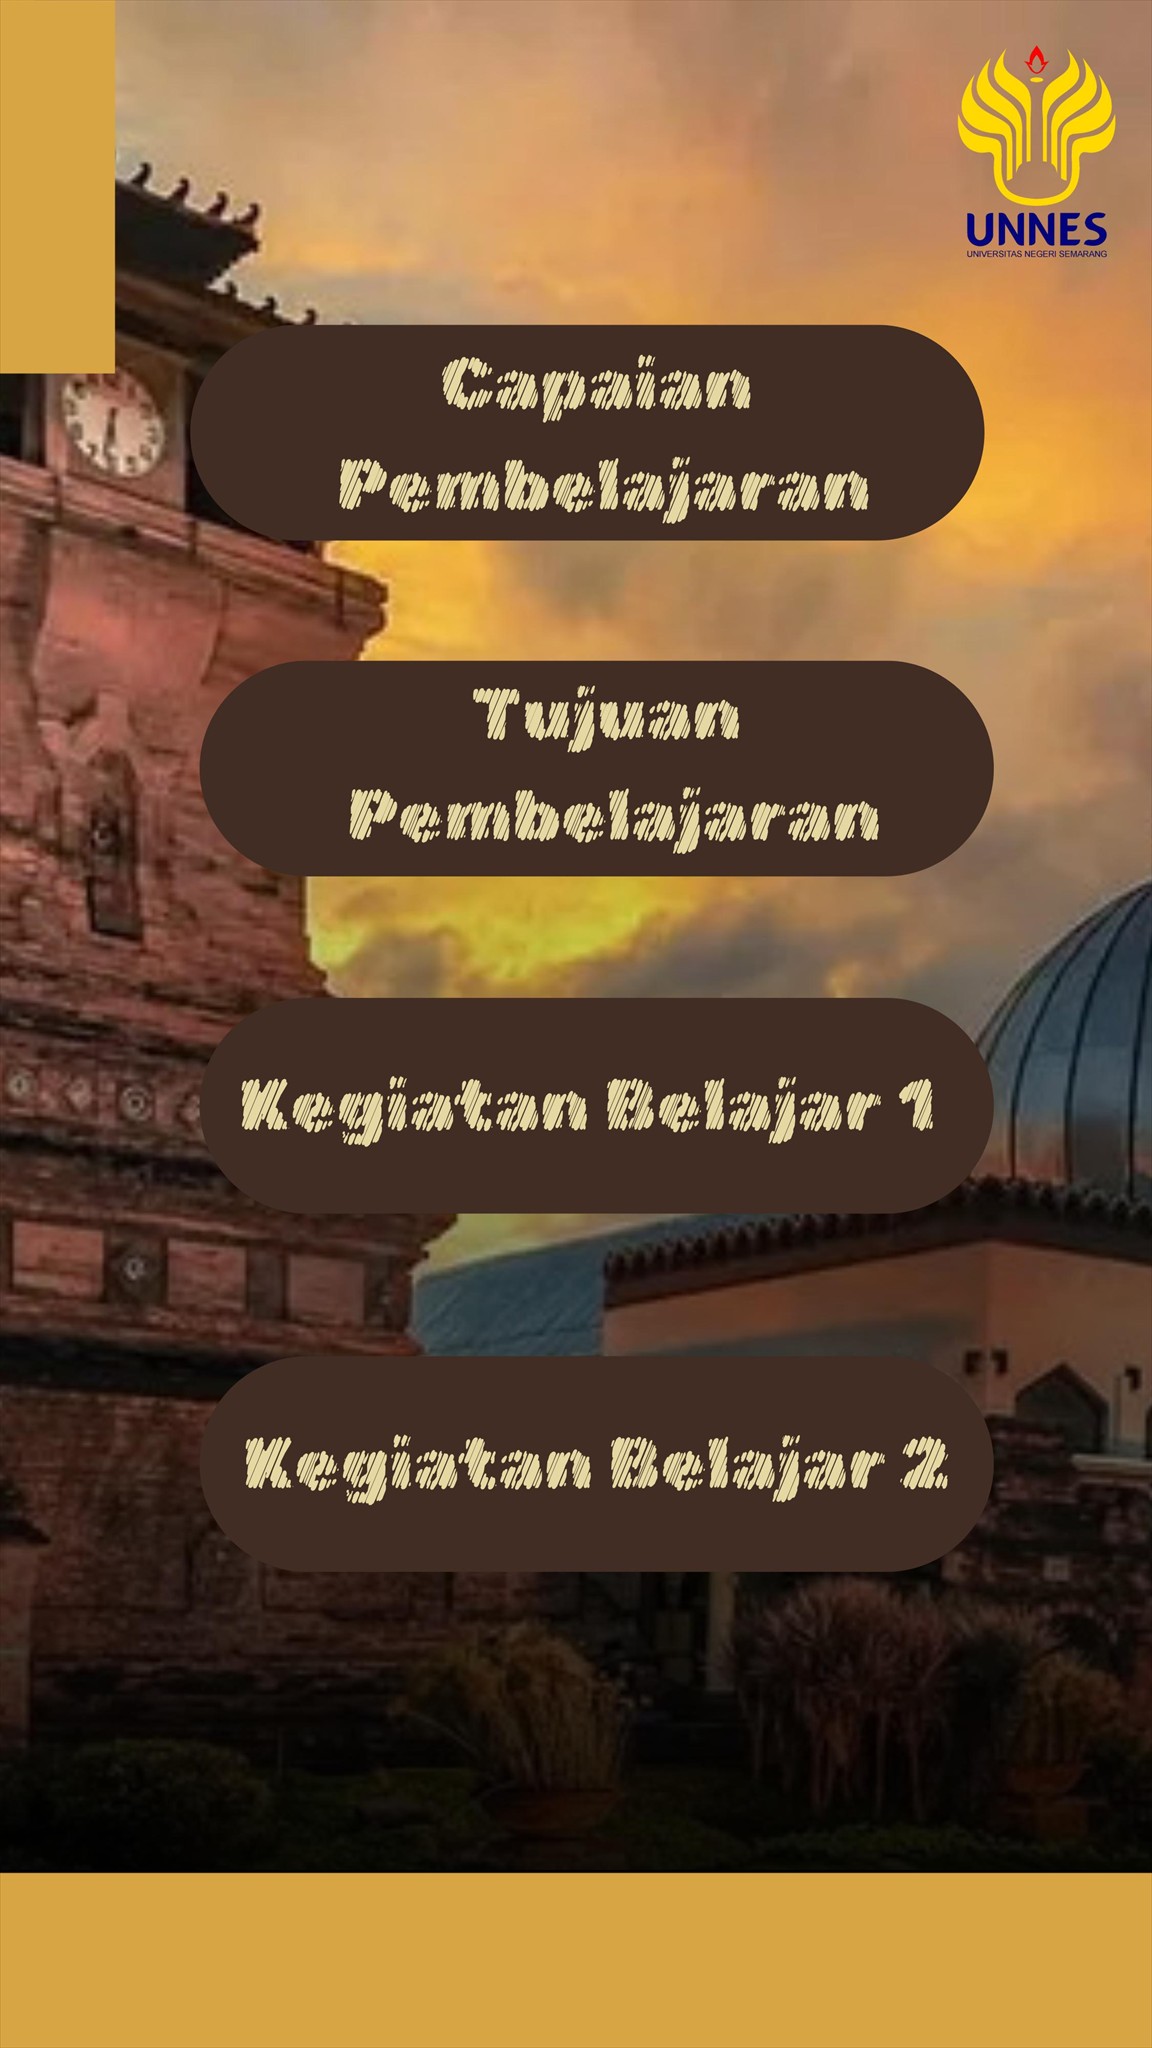 UNNES
UNIVERSITAS NEGERI SEMARANG
Capaian
Pembelajaran
Tujuan
Pembelajaran
Kegiatan Belajar 1
Kegiatan Belajar 2